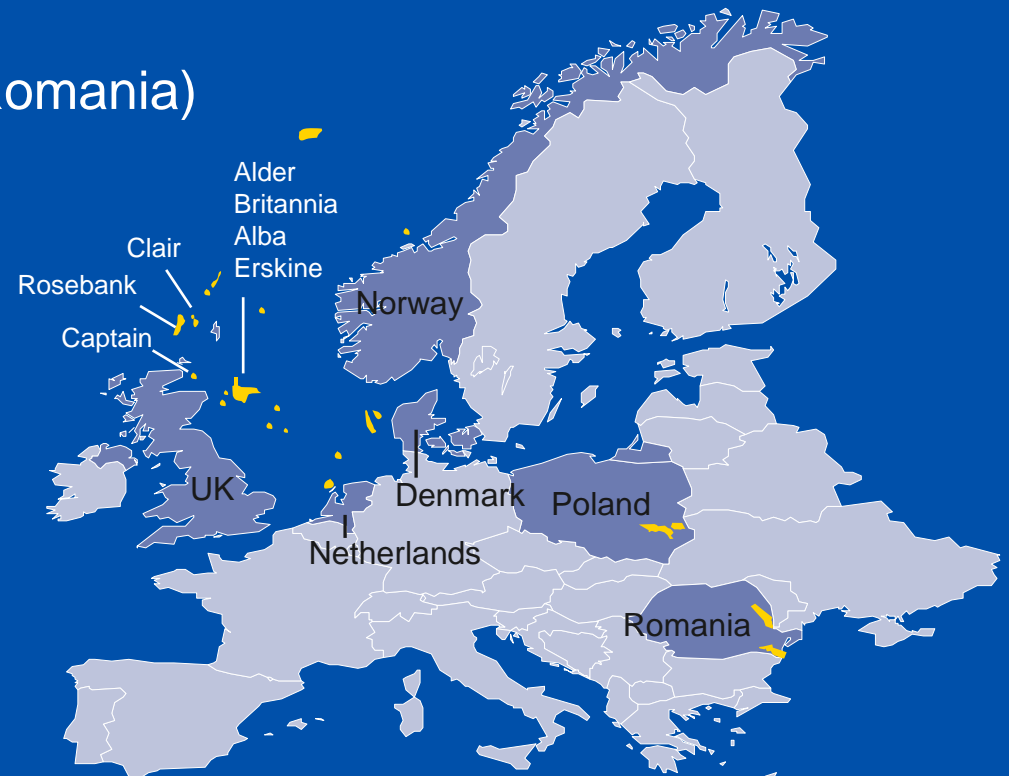 omania)
Alder
Britannia
Alba
Erskine
Clair
Rosebank
Captain
Norway
UK
Denmark
Poland
Netherlands
Romania